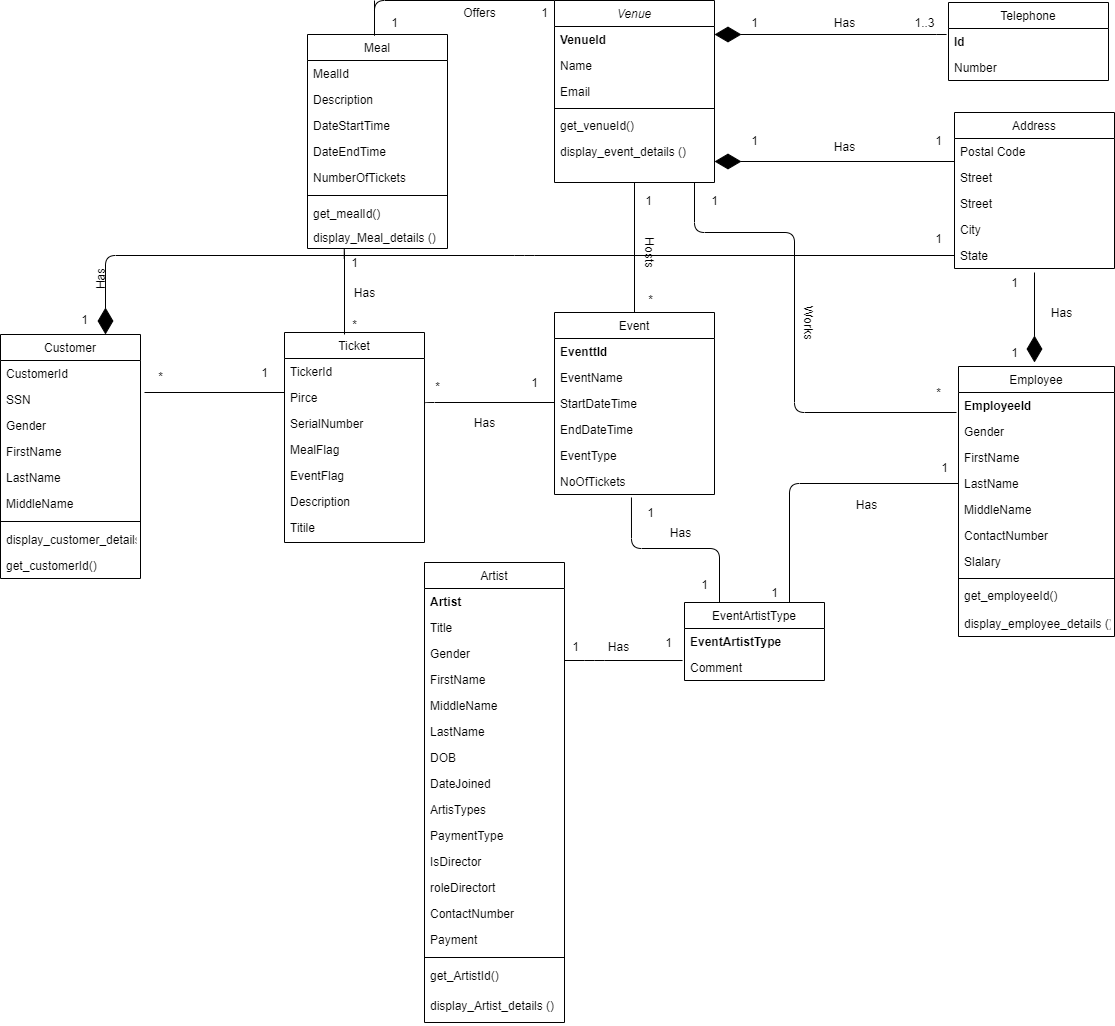 Offers
1
1
Meal
MealId
Description
DateStartTime
DateEndTime
NumberOfTickets
get_mealId()
display_Meal_details ()
Venue
VenueId
Name
Email
get_venueId()
display_event_details ()
1
Has
1..3
Telephone
Id
Number
1
Has
1
Address
Postal Code
Street
Street
City
State
1
1
1
Hosts
*
1
Has
*
Has
1
Works
*
1
Has
1
Customer
CustomerId
SSN
Gender
FirstName
LastName
MiddleName
display_customer_details
get_customerId()
*
1
Ticket
TickerId
Pirce
SerialNumber
MealFlag
EventFlag
Description
Titile
*
1
Has
Event
EventtId
EventName
StartDateTime
EndDateTime
EventType
NoOfTickets
Employee
EmployeeId
Gender
FirstName
LastName
MiddleName
ContactNumber
Slalary
get_employeeId()
display_employee_details ()
1
Has
1
1
Has
1
Artist
Artist
Title
Gender
FirstName
MiddleName
LastName
DOB
DateJoined
ArtisTypes
PaymentType
IsDirector
roleDirectort
ContactNumber
Payment
get_ArtistId()
display_Artist_details ()
1
Has
1
EventArtistType
EventArtistType
Comment